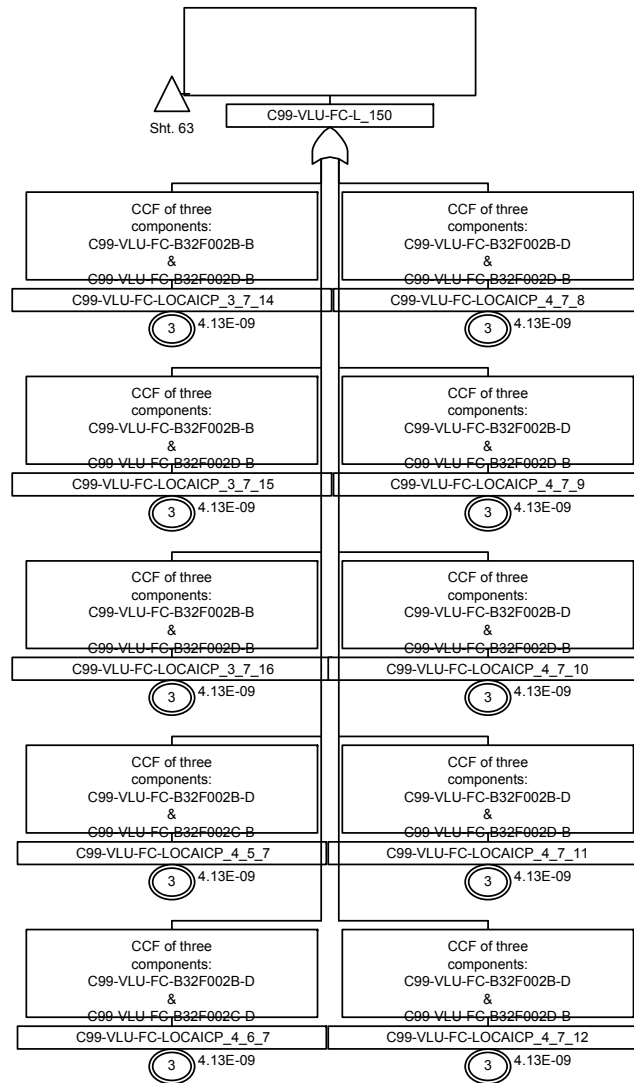 C99-VLU-FC-L_150
Sht. 63
CCF of three
components:
C99-VLU-FC-B32F002B-B
&
C99-VLU-FC-B32F002D-B
C99-VLU-FC-LOCAICP_3_7_14
3
4.13E-09
CCF of three
components:
C99-VLU-FC-B32F002B-D
&
C99-VLU-FC-B32F002D-B
C99-VLU-FC-LOCAICP_4_7_8
3
4.13E-09
CCF of three
components:
C99-VLU-FC-B32F002B-B
&
C99-VLU-FC-B32F002D-B
C99-VLU-FC-LOCAICP_3_7_15
3
4.13E-09
CCF of three
components:
C99-VLU-FC-B32F002B-D
&
C99-VLU-FC-B32F002D-B
C99-VLU-FC-LOCAICP_4_7_9
3
4.13E-09
CCF of three
components:
C99-VLU-FC-B32F002B-B
&
C99-VLU-FC-B32F002D-B
C99-VLU-FC-LOCAICP_3_7_16
3
4.13E-09
CCF of three
components:
C99-VLU-FC-B32F002B-D
&
C99-VLU-FC-B32F002D-B
C99-VLU-FC-LOCAICP_4_7_10
3
4.13E-09
CCF of three
components:
C99-VLU-FC-B32F002B-D
&
C99-VLU-FC-B32F002C-B
C99-VLU-FC-LOCAICP_4_5_7
3
4.13E-09
CCF of three
components:
C99-VLU-FC-B32F002B-D
&
C99-VLU-FC-B32F002D-B
C99-VLU-FC-LOCAICP_4_7_11
3
4.13E-09
CCF of three
components:
C99-VLU-FC-B32F002B-D
&
C99-VLU-FC-B32F002C-D
C99-VLU-FC-LOCAICP_4_6_7
3
4.13E-09
CCF of three
components:
C99-VLU-FC-B32F002B-D
&
C99-VLU-FC-B32F002D-B
C99-VLU-FC-LOCAICP_4_7_12
3
4.13E-09